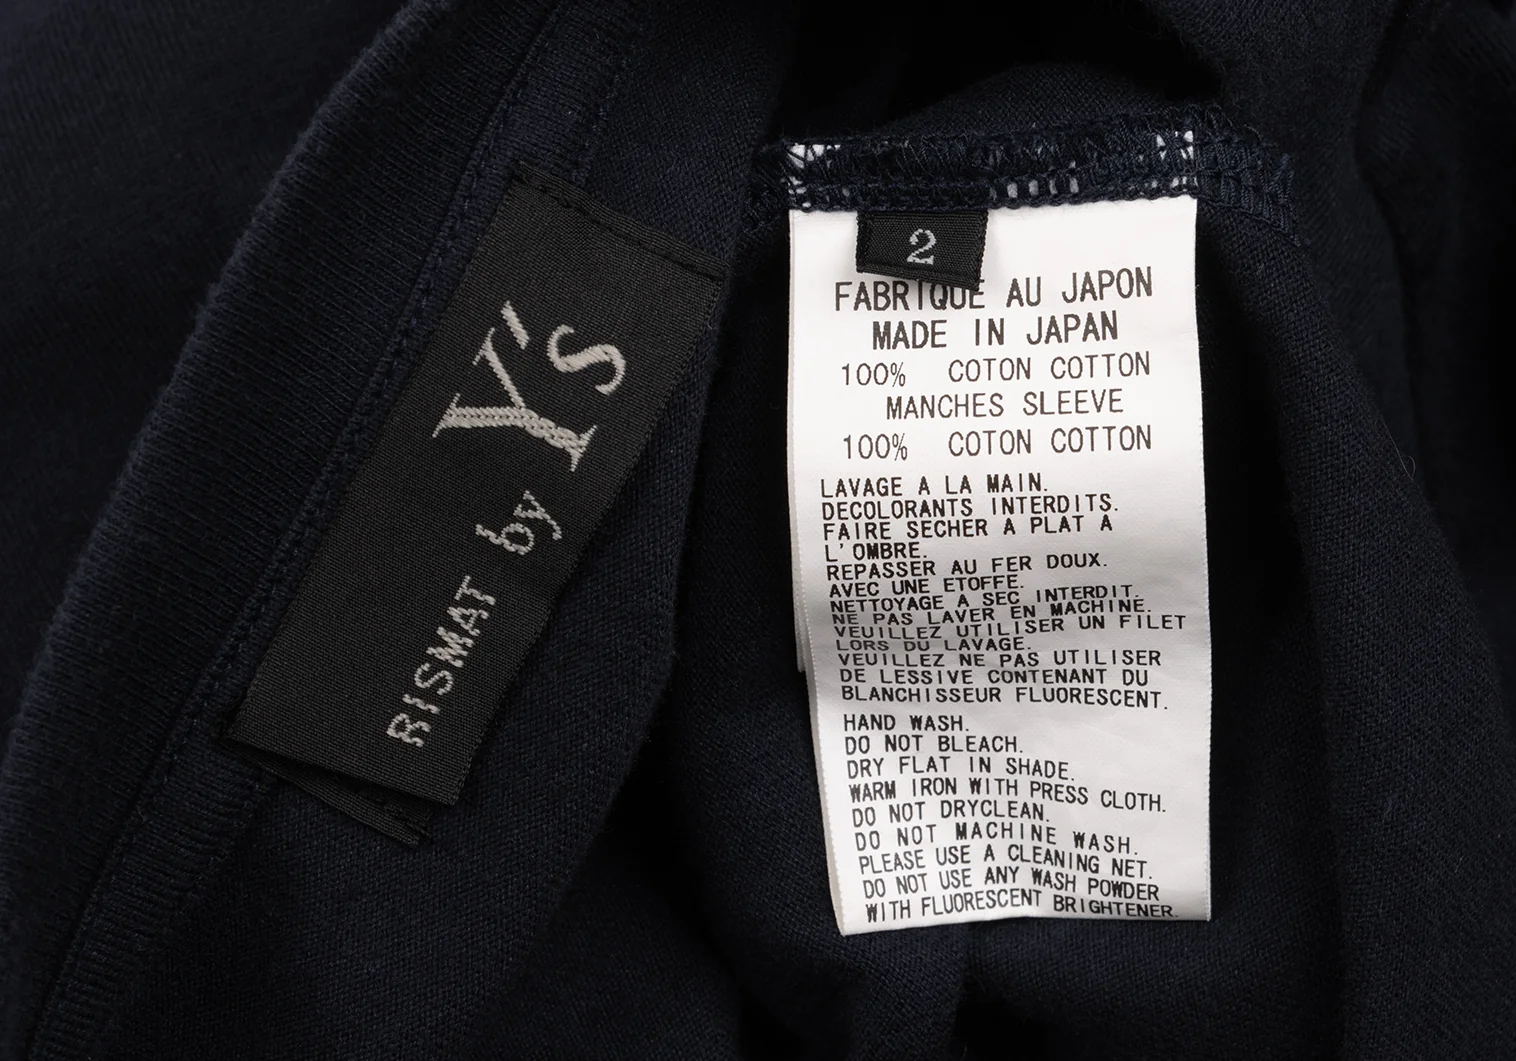 RISMAT by Y's
2
FABRIQUE AU JAPON
MADE IN JAPAN
100% COTON COTTON
MANCHES SLEEVE
100% COTON COTTON
LAVAGE A LA MAIN.
DECOLORANTS INTERDITS.
FAIRE SECHER A PLAT A
L'OMBRE.
REPASSER AU FER DOUX.
AVEC UNE ETOFFE.
NETTOYAGE A SEC INTERDIT.
NE PAS LAVER EN MACHINE.
VEUILLEZ UTILISER UN FILET
LORS DU LAVAGE.
VEUILLEZ NE PAS UTILISER
DE LESSIVE CONTENANT DU
BLANCHISSEUR FLUORESCENT.
HAND WASH.
DO NOT BLEACH.
DRY FLAT IN SHADE.
WARM IRON WITH PRESS CLOTH.
DO NOT DRYCLEAN.
DO NOT MACHINE WASH.
PLEASE USE A CLEANING NET.
DO NOT USE ANY WASH POWDER
WITH FLUORESCENT BRIGHTENER.